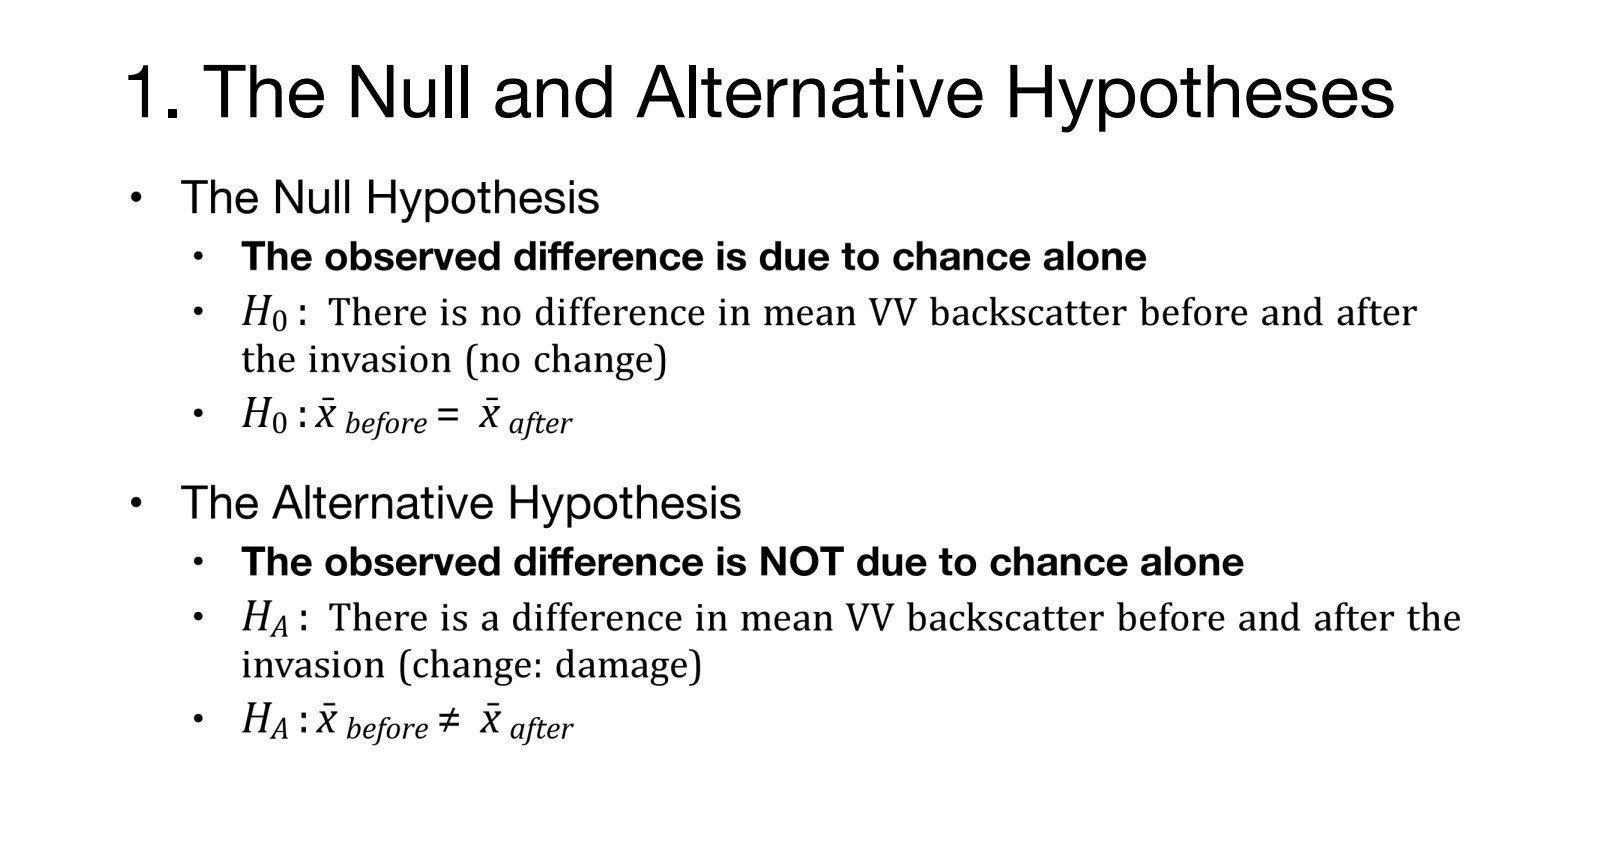 1. The Null and Alternative Hypotheses
• The Null Hypothesis
• The observed difference is due to chance alone
• H₀ : There is no difference in mean VV backscatter before and after
the invasion (no change)
• H₀ : x̄ before = x̄ after
• The Alternative Hypothesis
• The observed difference is NOT due to chance alone
• H_A : There is a difference in mean VV backscatter before and after the
invasion (change: damage)
• H_A : x̄ before ≠ x̄ after